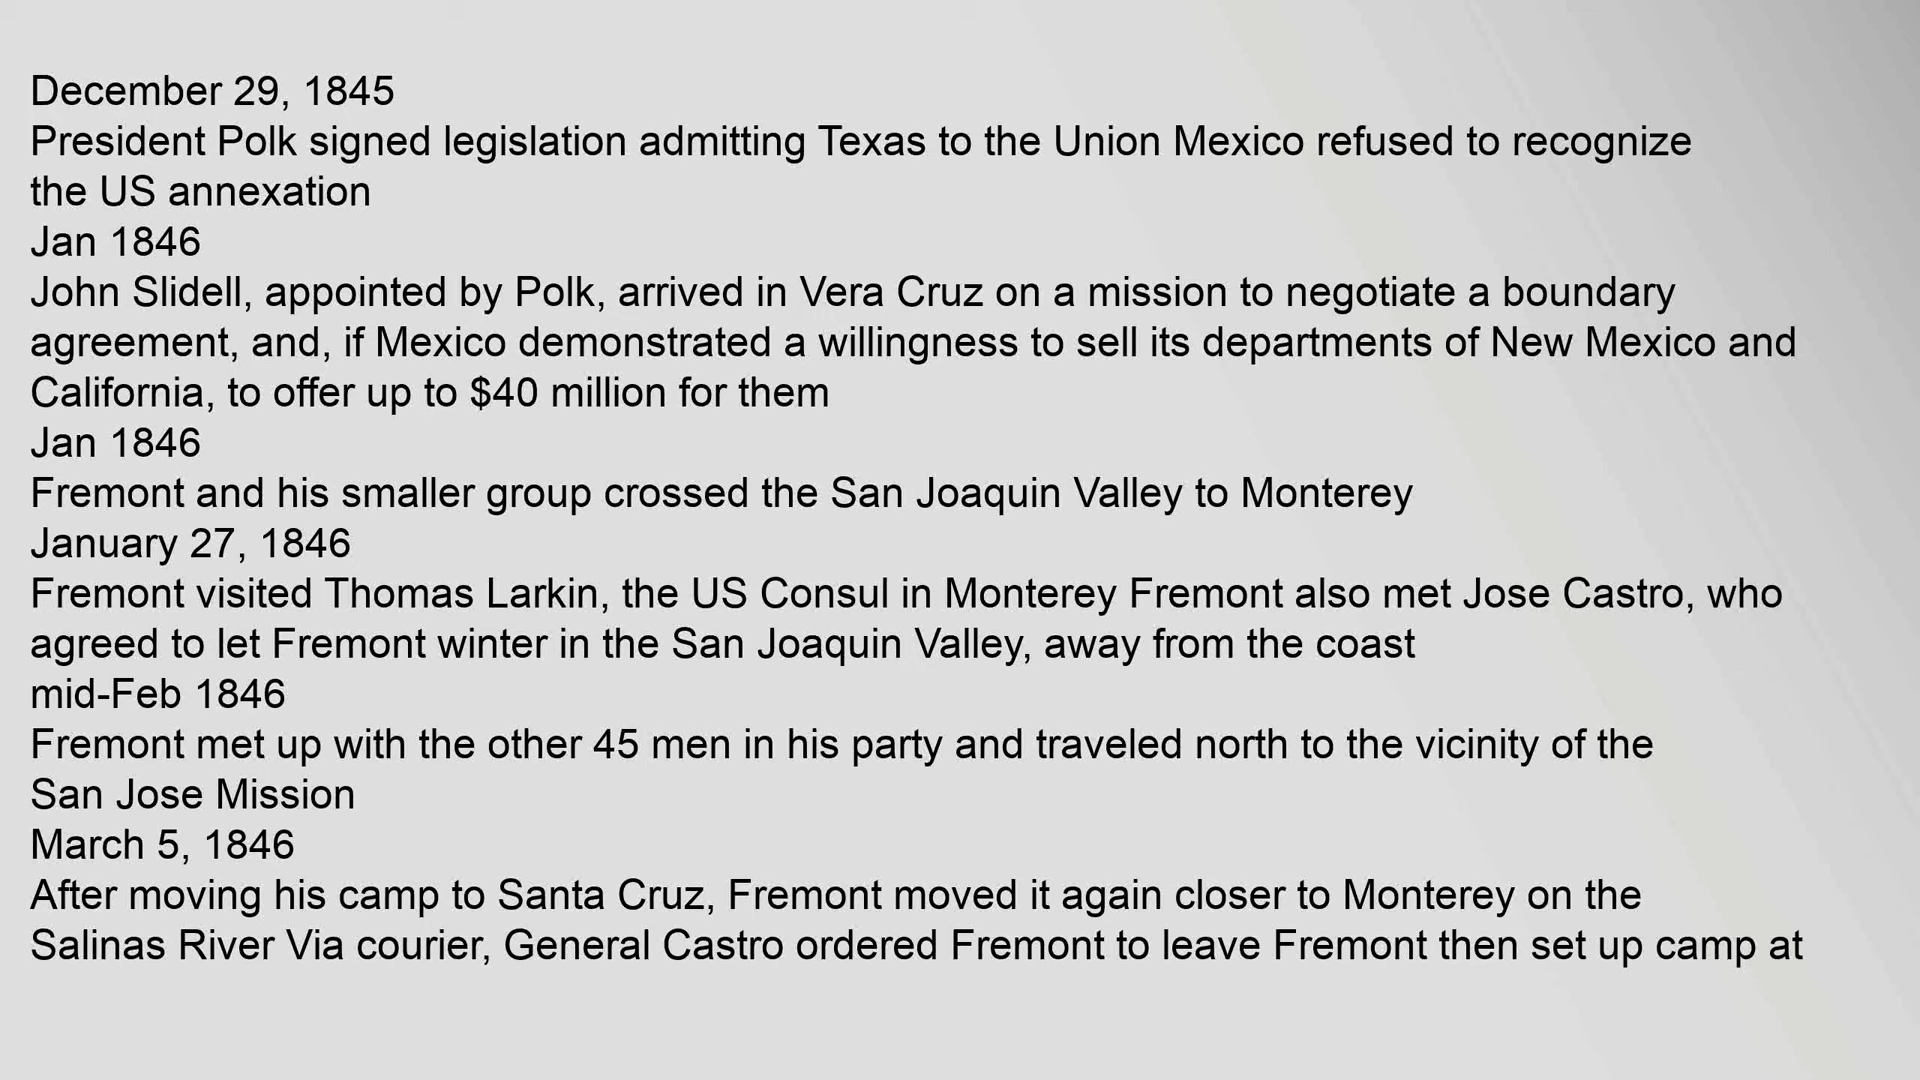 December 29, 1845
President Polk signed legislation admitting Texas to the Union Mexico refused to recognize
the US annexation
Jan 1846
John Slidell, appointed by Polk, arrived in Vera Cruz on a mission to negotiate a boundary
agreement, and, if Mexico demonstrated a willingness to sell its departments of New Mexico and
California, to offer up to $40 million for them
Jan 1846
Fremont and his smaller group crossed the San Joaquin Valley to Monterey
January 27, 1846
Fremont visited Thomas Larkin, the US Consul in Monterey Fremont also met Jose Castro, who
agreed to let Fremont winter in the San Joaquin Valley, away from the coast
mid-Feb 1846
Fremont met up with the other 45 men in his party and traveled north to the vicinity of the
San Jose Mission
March 5, 1846
After moving his camp to Santa Cruz, Fremont moved it again closer to Monterey on the
Salinas River Via courier, General Castro ordered Fremont to leave Fremont then set up camp at